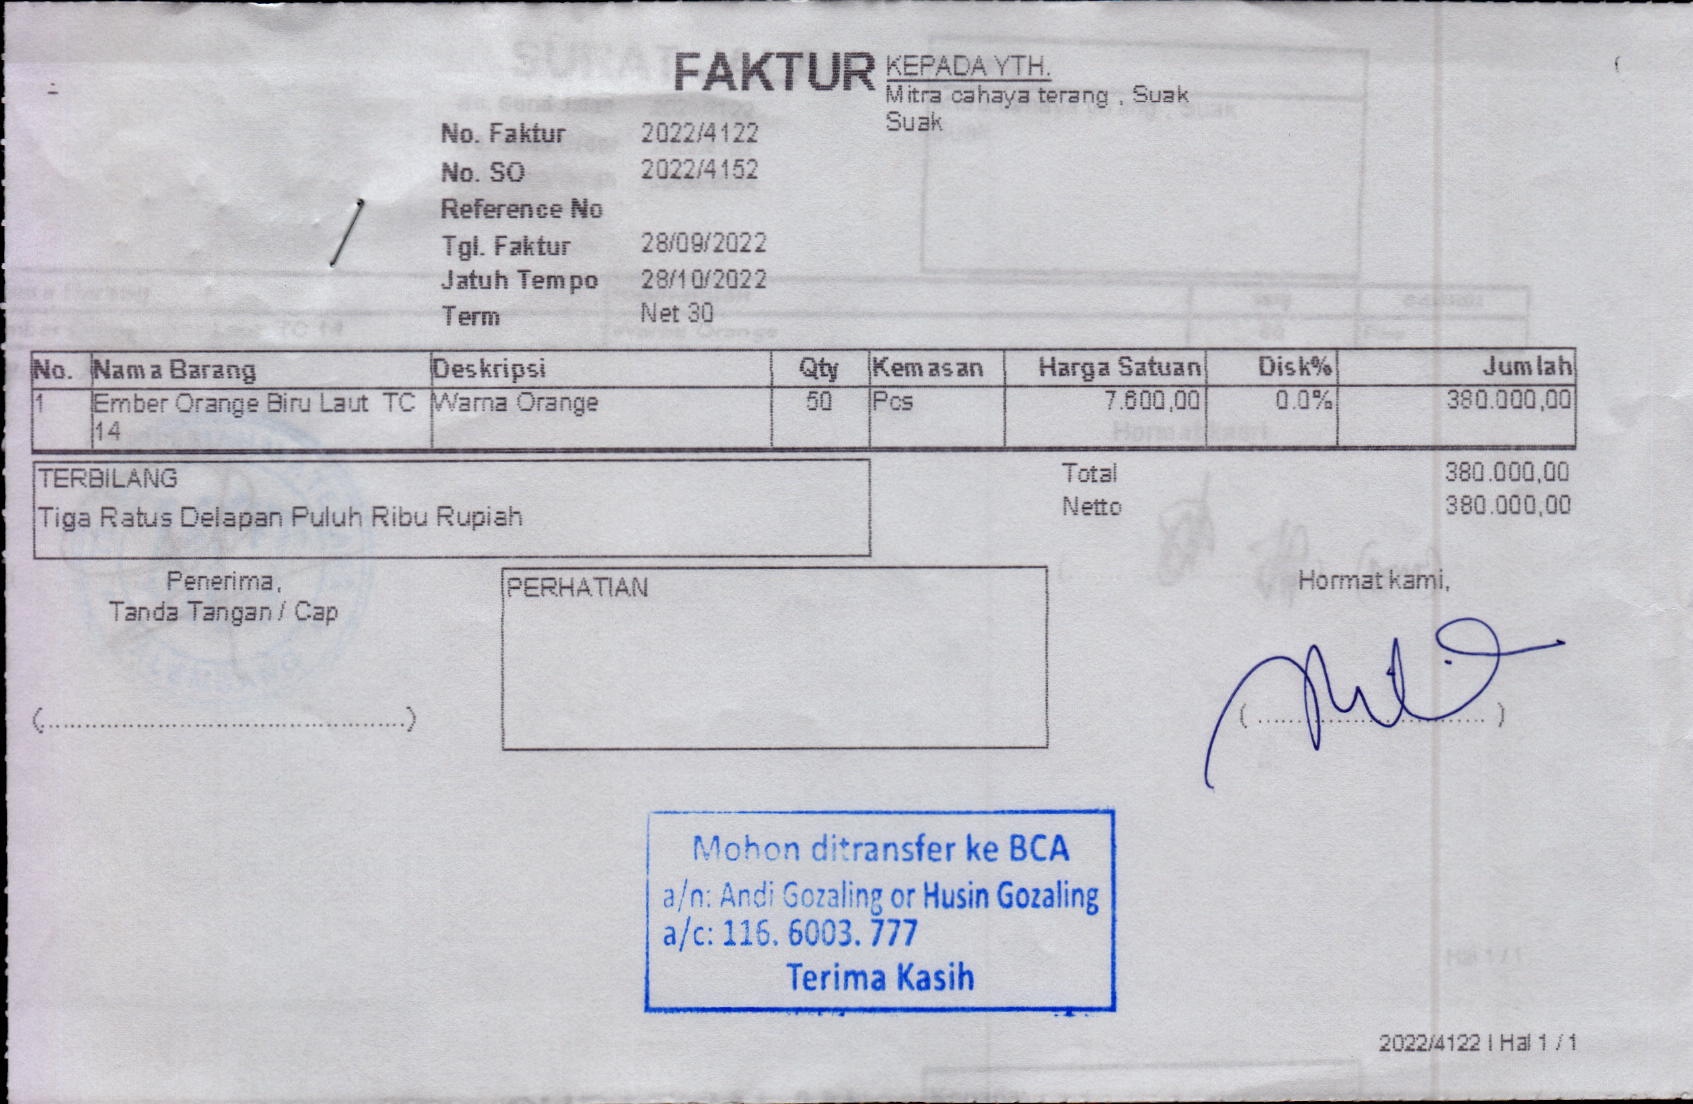 FAKTUR
KEPADA YTH.
Mitra cahaya terang , Suak
Suak
No. Faktur 2022/4122
No. SO 2022/4152
Reference No
Tgl. Faktur 28/09/2022
Jatuh Tempo 28/10/2022
Term Net 30
No. Nama Barang Deskripsi Qty Kemasan Harga Satuan Disk% Jumlah
1 Ember Orange Biru Laut TC Warna Orange 50 Pcs 7.600,00 0.0% 380.000,00
14
TERBILANG
Tiga Ratus Delapan Puluh Ribu Rupiah
Total 380.000,00
Netto 380.000,00
Penerima,
Tanda Tangan / Cap
(................................................)
PERHATIAN
Hormat kami,
( .............................. )
Mohon ditransfer ke BCA
a/n: Andi Gozaling or Husin Gozaling
a/c: 116. 6003. 777
Terima Kasih
2022/4122 | Hal 1 / 1